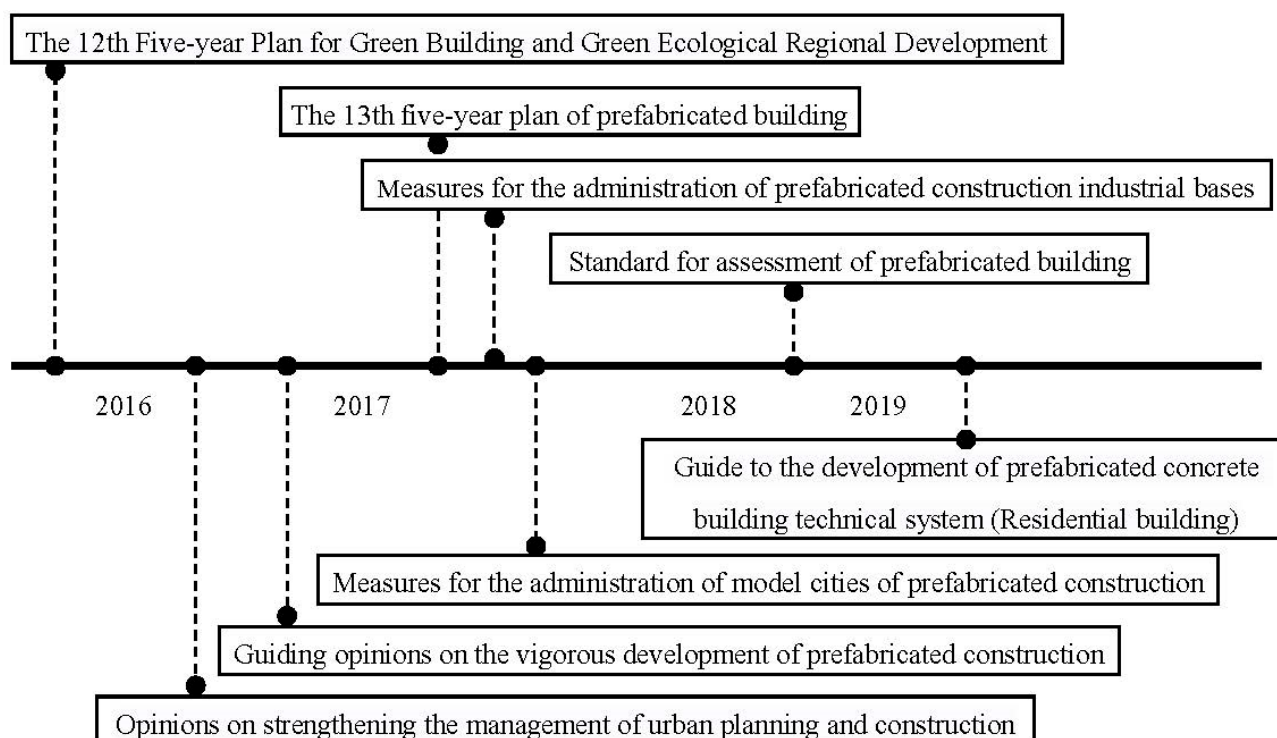 The 12th Five-year Plan for Green Building and Green Ecological Regional Development
The 13th five-year plan of prefabricated building
Measures for the administration of prefabricated construction industrial bases
Standard for assessment of prefabricated building
2016
2017
2018
2019
Guide to the development of prefabricated concrete
building technical system (Residential building)
Measures for the administration of model cities of prefabricated construction
Guiding opinions on the vigorous development of prefabricated construction
Opinions on strengthening the management of urban planning and construction